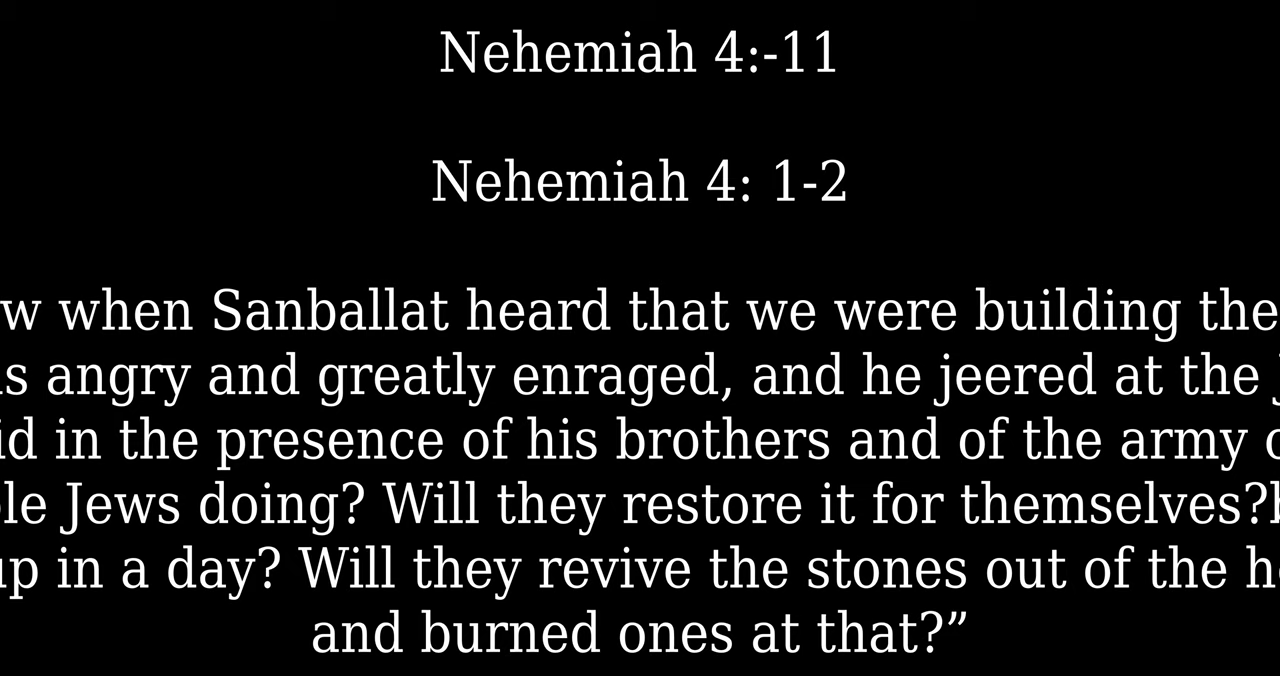 Nehemiah 4:-11
Nehemiah 4: 1-2
w when Sanballat heard that we were building the
s angry and greatly enraged, and he jeered at the
id in the presence of his brothers and of the army
le Jews doing? Will they restore it for themselves?
up in a day? Will they revive the stones out of the
and burned ones at that?”